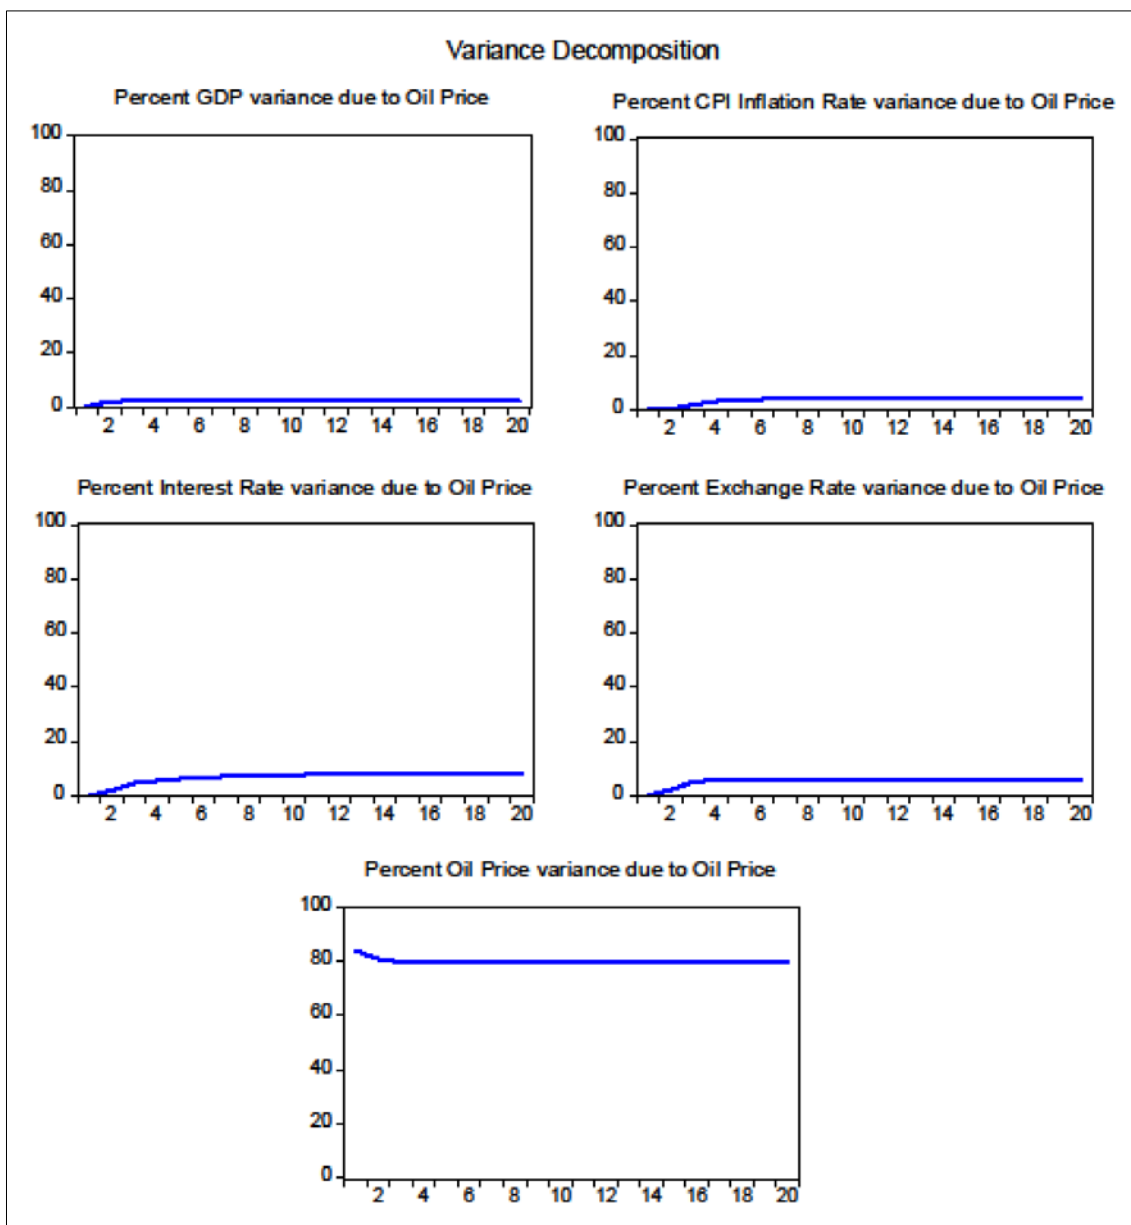 Variance Decomposition
Percent GDP variance due to Oil Price
100
80
60
40
20
0
2 4 6 8 10 12 14 16 18 20
Percent CPI Inflation Rate variance due to Oil Price
100
80
60
40
20
0
2 4 6 8 10 12 14 16 18 20
Percent Interest Rate variance due to Oil Price
100
80
60
40
20
0
2 4 6 8 10 12 14 16 18 20
Percent Exchange Rate variance due to Oil Price
100
80
60
40
20
0
2 4 6 8 10 12 14 16 18 20
Percent Oil Price variance due to Oil Price
100
80
60
40
20
0
2 4 6 8 10 12 14 16 18 20